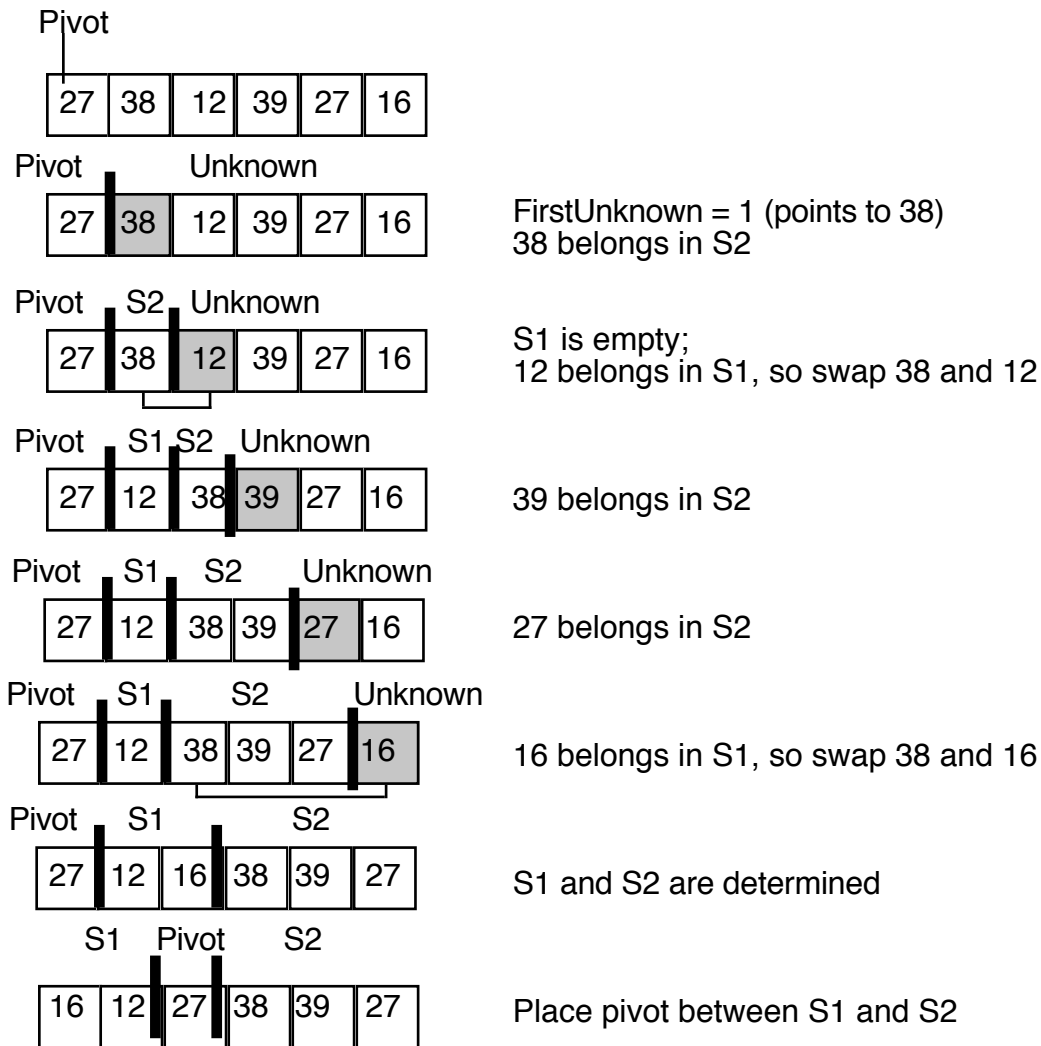 Pivot
27 38 12 39 27 16
Pivot Unknown
27 38 12 39 27 16
FirstUnknown = 1 (points to 38)
38 belongs in S2
Pivot S2 Unknown
27 38 12 39 27 16
S1 is empty;
12 belongs in S1, so swap 38 and 12
Pivot S1 S2 Unknown
27 12 38 39 27 16
39 belongs in S2
Pivot S1 S2 Unknown
27 12 38 39 27 16
27 belongs in S2
Pivot S1 S2 Unknown
27 12 38 39 27 16
16 belongs in S1, so swap 38 and 16
Pivot S1 S2
27 12 16 38 39 27
S1 and S2 are determined
S1 Pivot S2
16 12 27 38 39 27
Place pivot between S1 and S2